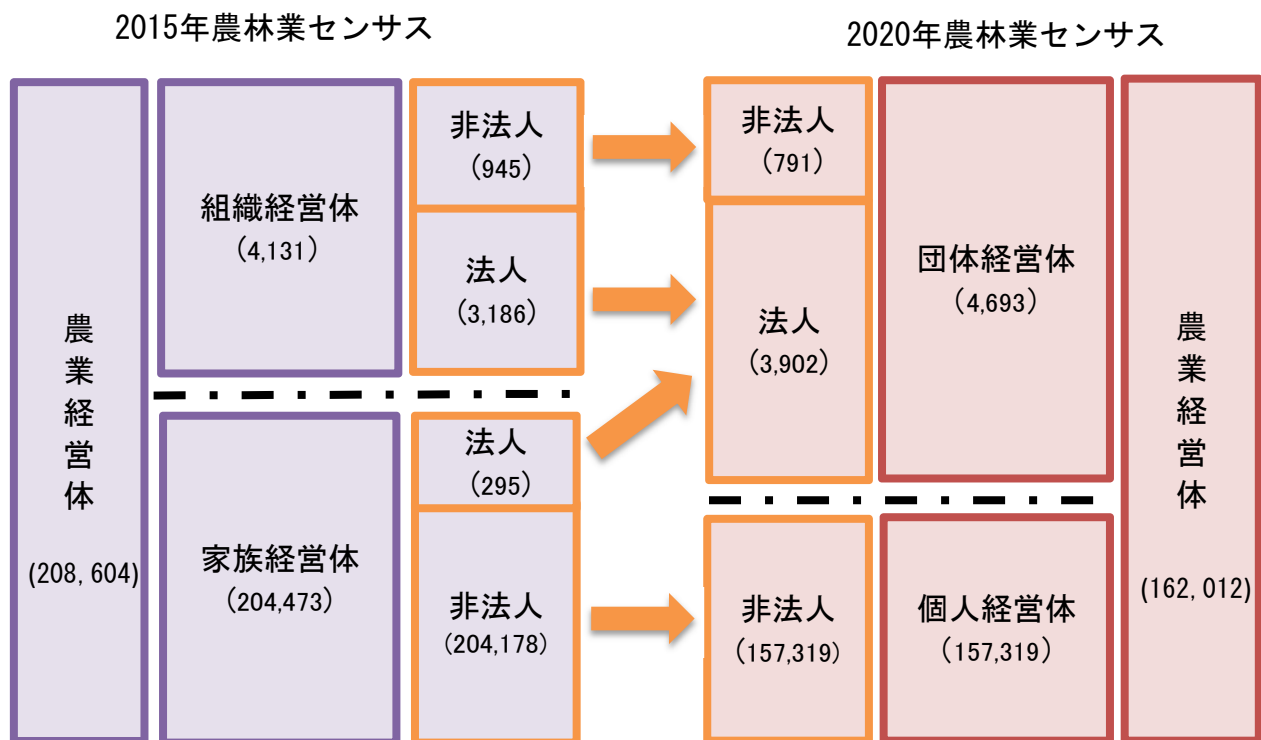 2015年農林業センサス
2020年農林業センサス
農業経営体
(208,604)
組織経営体
(4,131)
家族経営体
(204,473)
非法人
(945)
法人
(3,186)
法人
(295)
非法人
(204,178)
非法人
(791)
法人
(3,902)
非法人
(157,319)
団体経営体
(4,693)
個人経営体
(157,319)
農業経営体
(162,012)